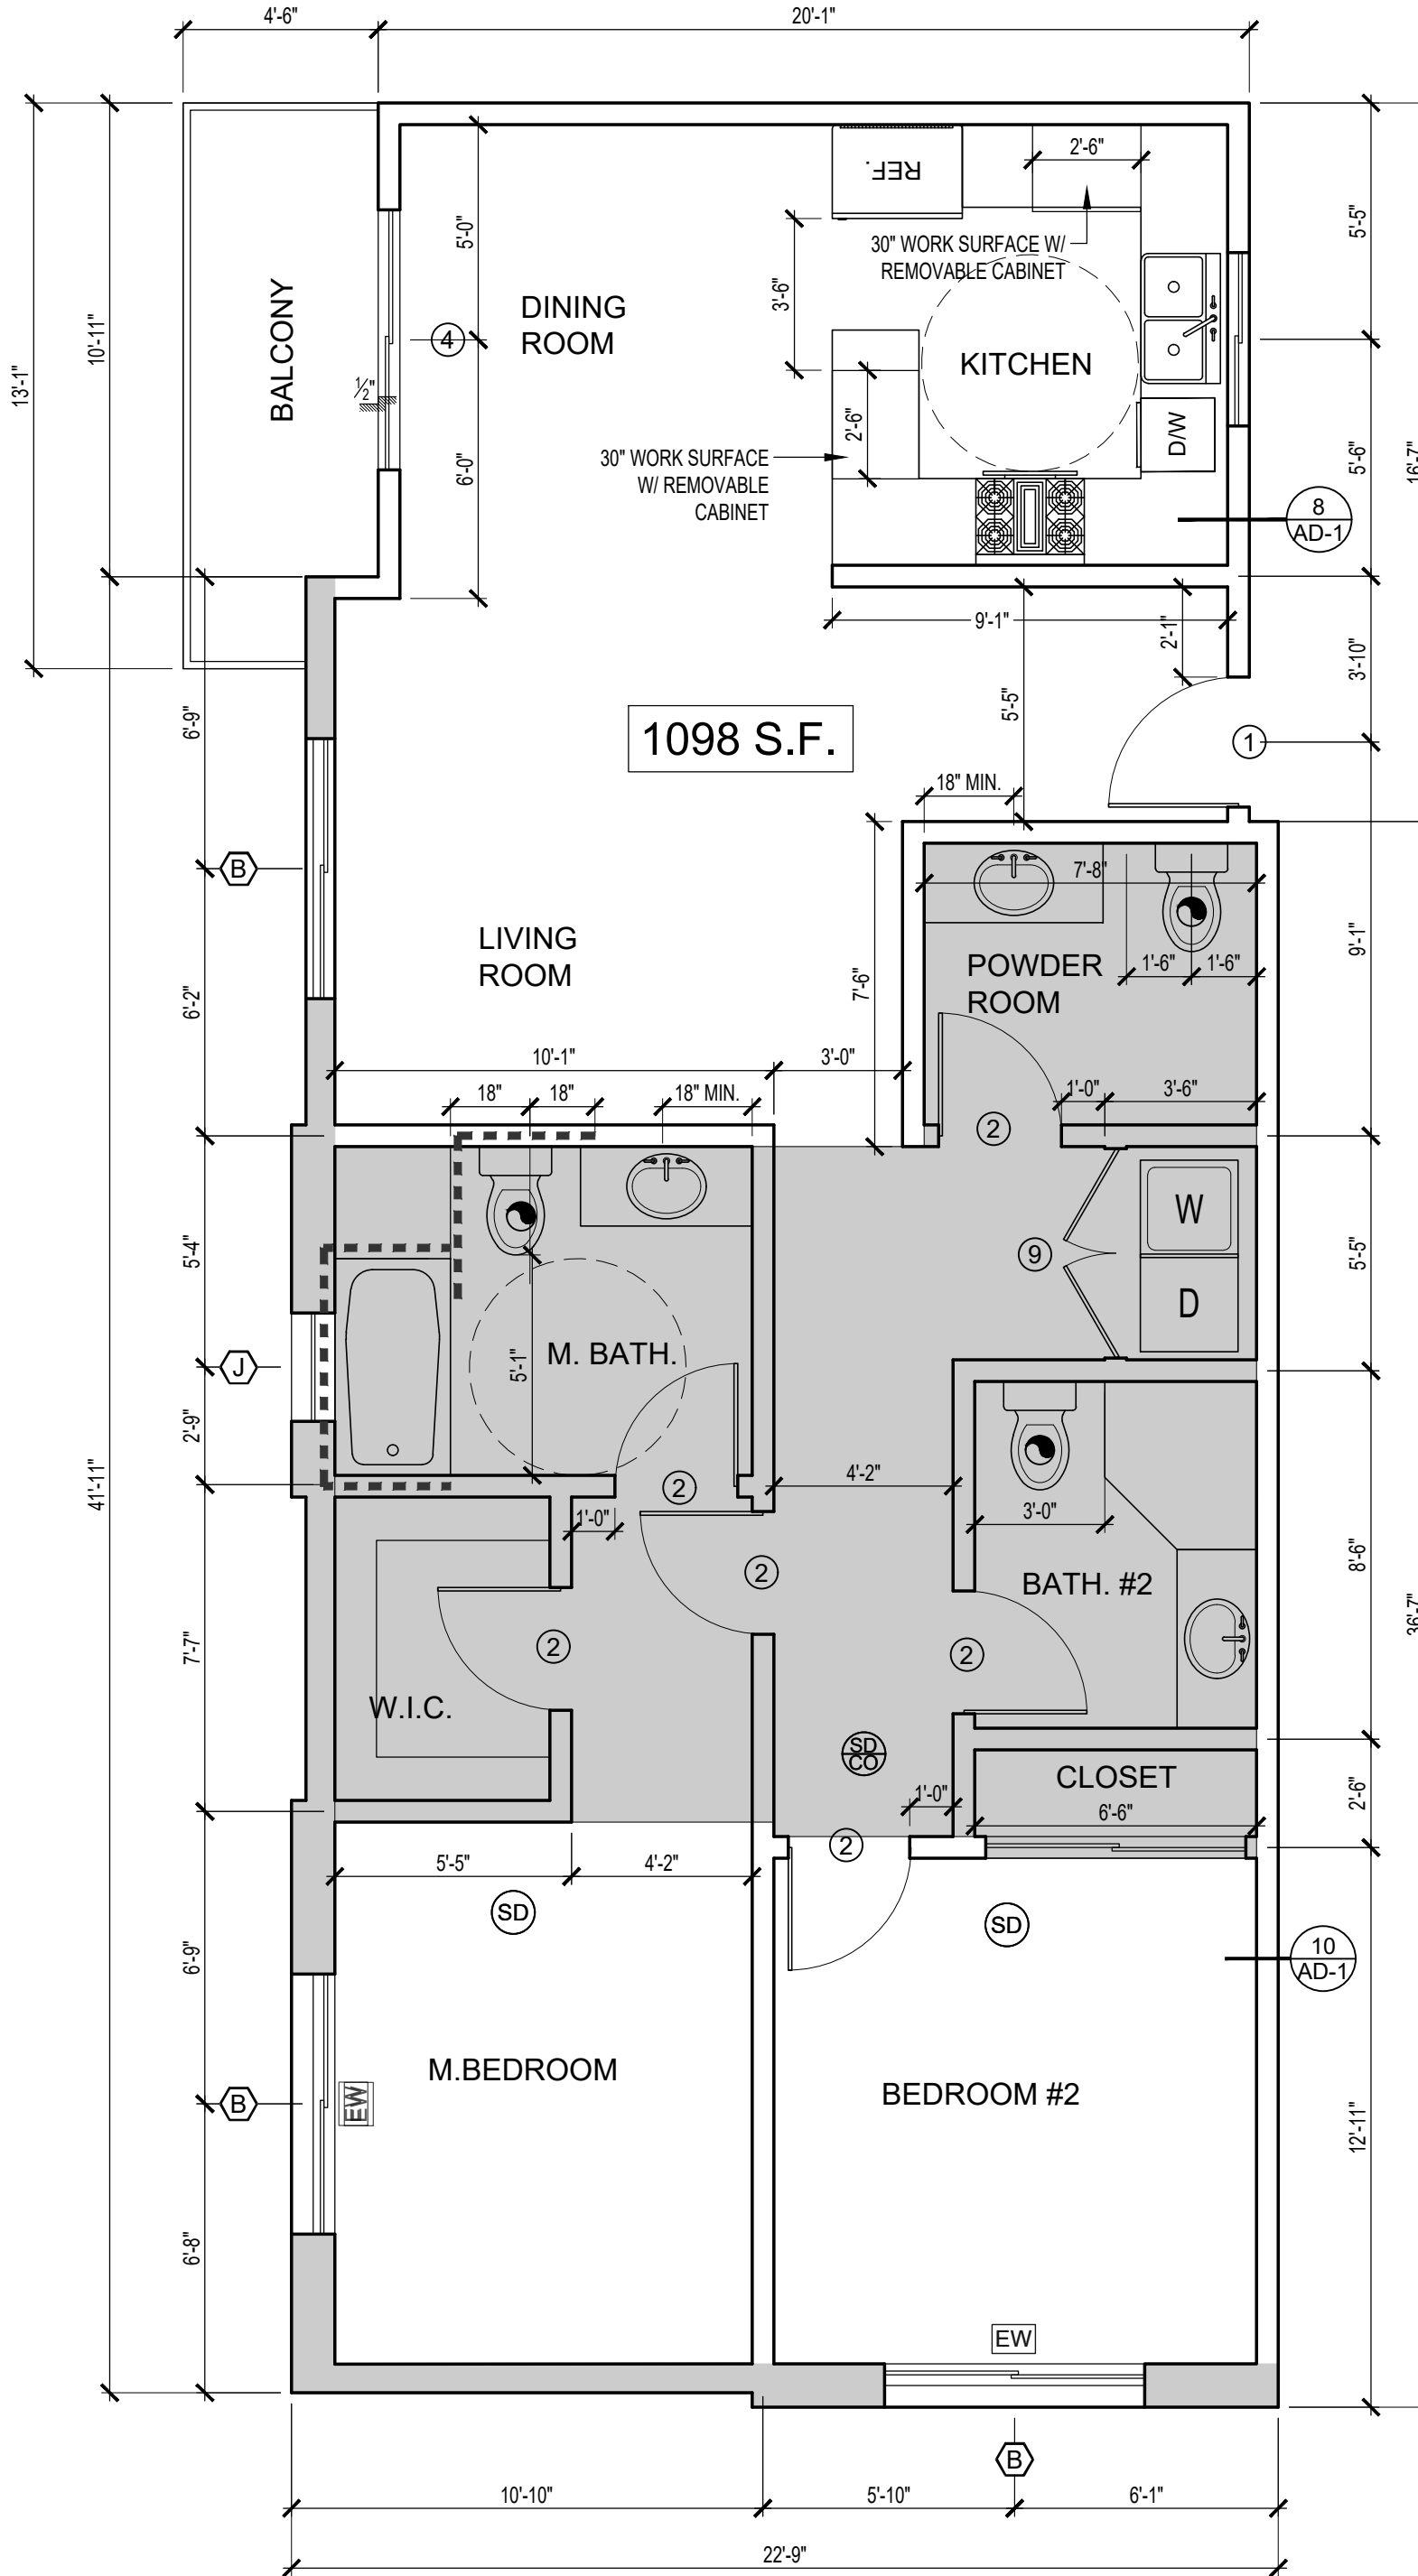 4'-6"
20'-1"
2'-6"
REF.
5'-0"
5'-5"
30" WORK SURFACE W/
REMOVABLE CABINET
3'-6"
DINING
ROOM
BALCONY
10'-11"
13'-1"
4
KITCHEN
1/2"
2'-6"
D/W
6'-0"
30" WORK SURFACE
W/ REMOVABLE
CABINET
5'-6"
16'-7"
8
AD-1
9'-1"
2'-1"
3'-10"
6'-9"
5'-5"
1098 S.F.
1
18" MIN.
B
7'-8"
LIVING
ROOM
POWDER
ROOM
1'-6"
1'-6"
9'-1"
7'-6"
6'-2"
10'-1"
3'-0"
18"
18"
18" MIN.
1'-0"
3'-6"
2
W
5'-4"
9
5'-5"
D
J
5'-1"
M. BATH.
2'-9"
41'-11"
2
4'-2"
1'-0"
3'-0"
8'-6"
2
BATH. #2
36'-7"
7'-7"
2
2
W.I.C.
SD
CO
CLOSET
1'-0"
6'-6"
2'-6"
2
5'-5"
4'-2"
SD
SD
6'-9"
10
AD-1
M.BEDROOM
BEDROOM #2
B
EW
12'-11"
6'-8"
EW
B
10'-10"
5'-10"
6'-1"
22'-9"